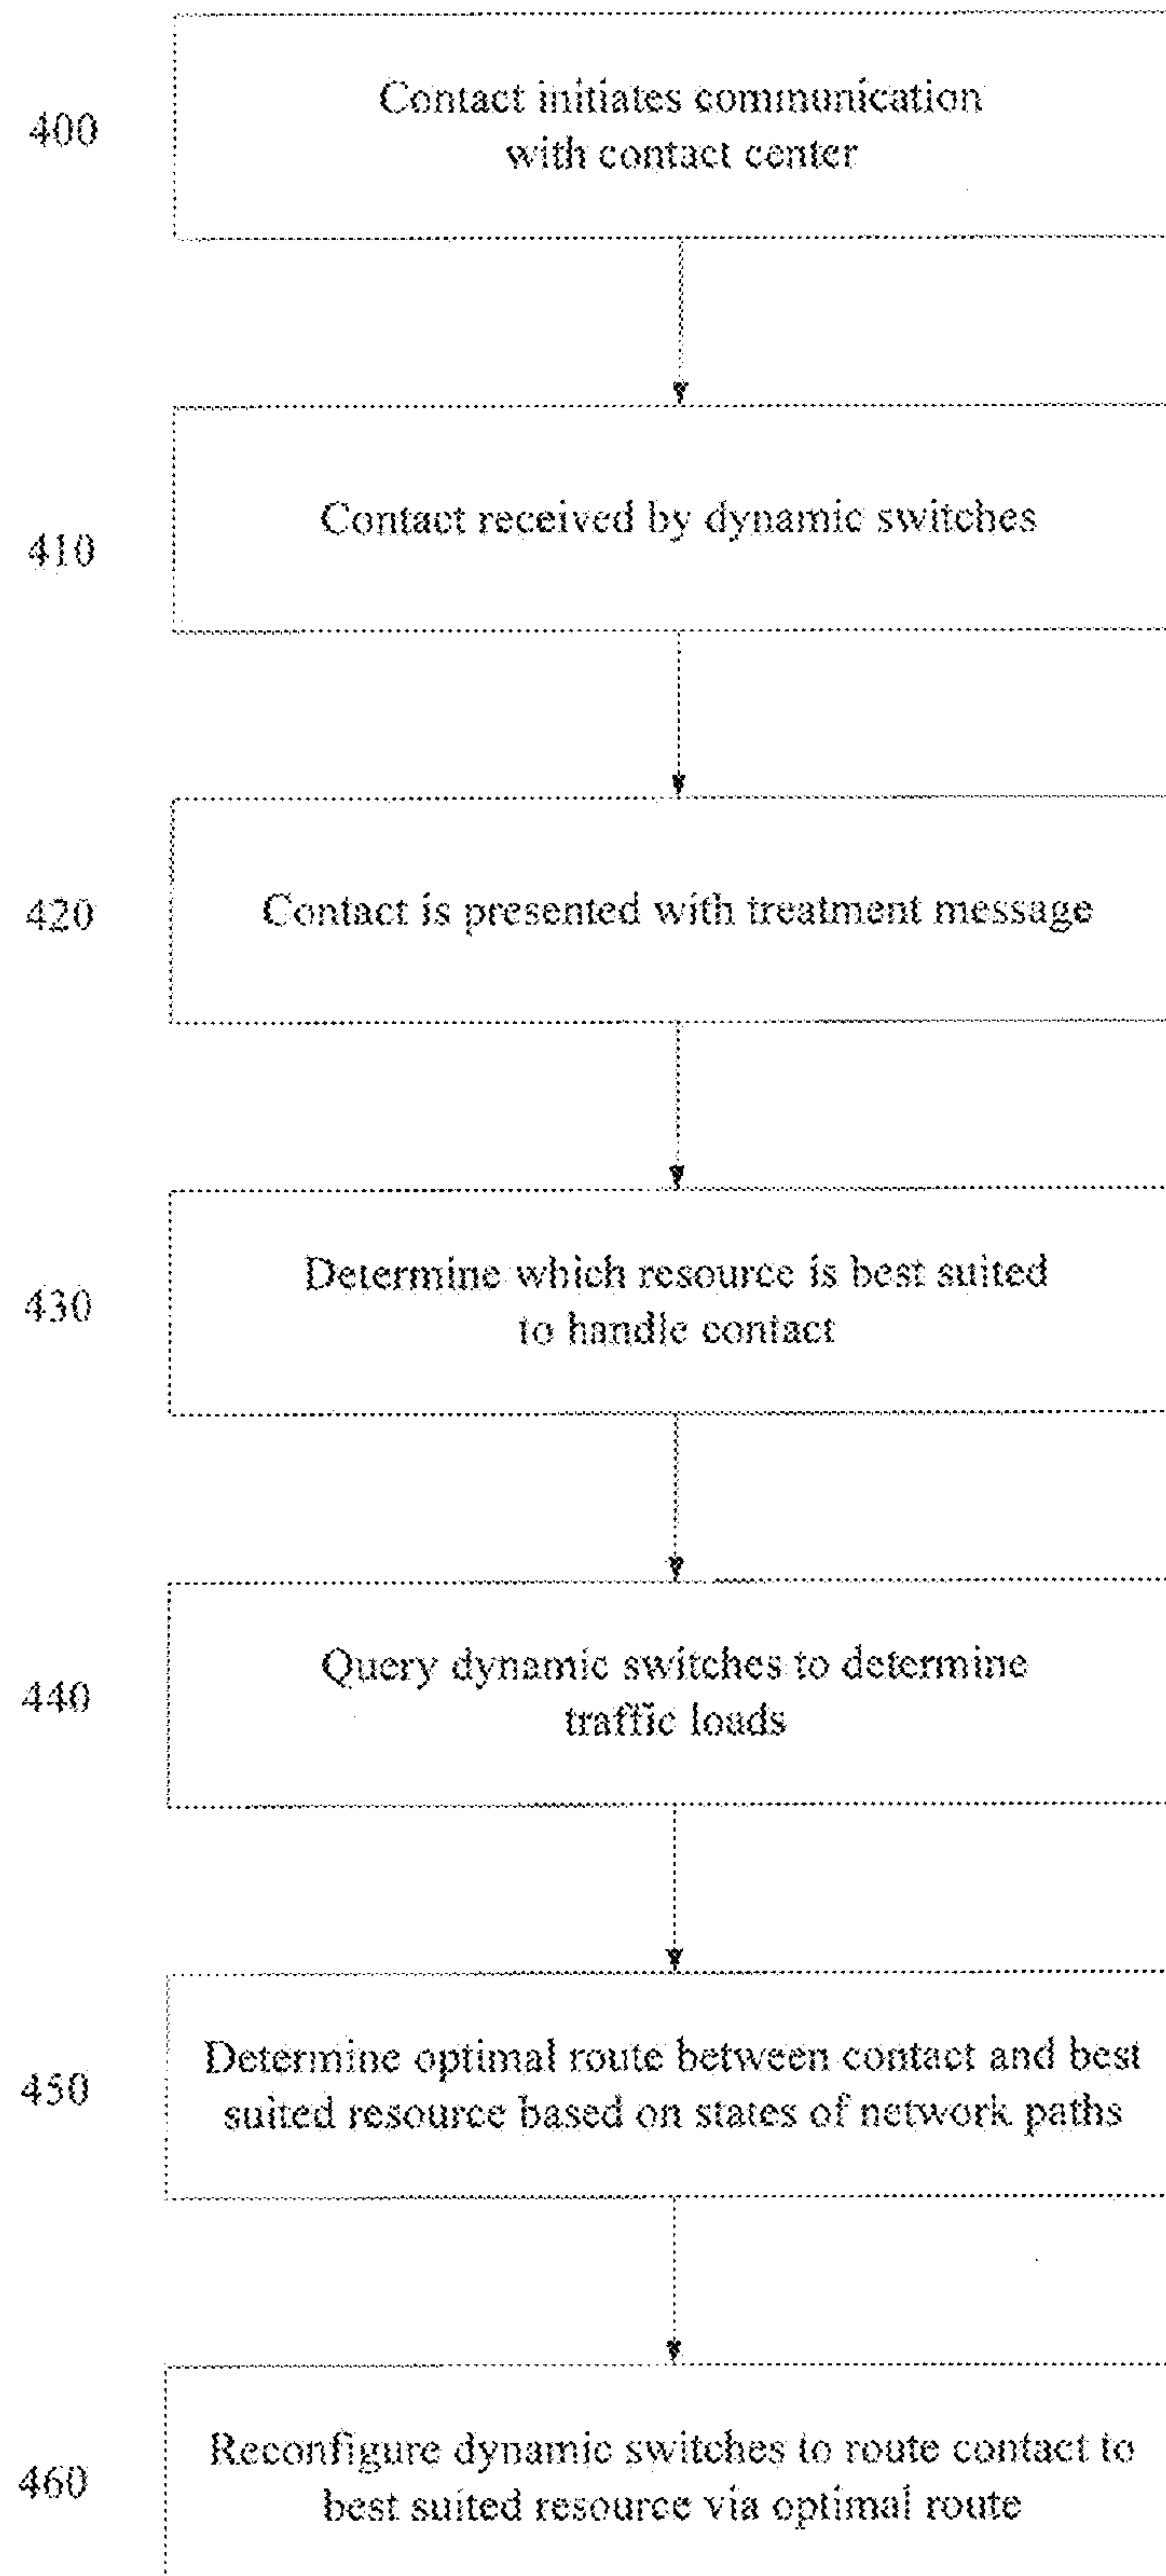 400
Contact initiates communication
with contact center
410
Contact received by dynamic switches
420
Contact is presented with treatment message
430
Determine which resource is best suited
to handle contact
440
Query dynamic switches to determine
traffic loads
450
Determine optimal route between contact and best
suited resource based on states of network paths
460
Reconfigure dynamic switches to route contact to
best suited resource via optimal route